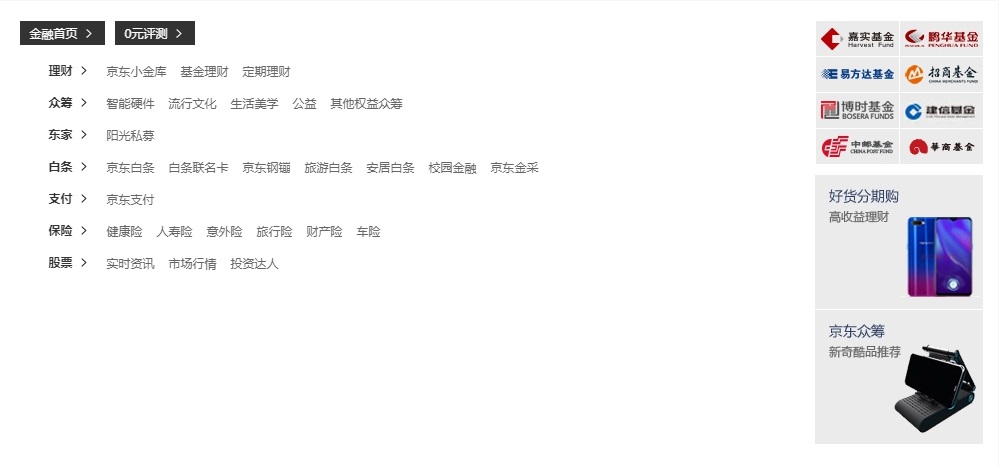 金融首页 >
0元评测 >
理财 > 京东小金库 基金理财 定期理财
众筹 > 智能硬件 流行文化 生活美学 公益 其他权益众筹
东家 > 阳光私募
白条 > 京东白条 白条联名卡 京东钢镚 旅游白条 安居白条 校园金融 京东金采
支付 > 京东支付
保险 > 健康险 人寿险 意外险 旅行险 财产险 车险
股票 > 实时资讯 市场行情 投资达人
嘉实基金
Harvest Fund
鹏华基金
PENGHUA FUND
易方达基金
招商基金
CHINA MERCHANTS FUND
博时基金
BOSERA FUNDS
建信基金
中邮基金
CHINA POST FUND
華商基金
好货分期购
高收益理财
京东众筹
新奇酷品推荐